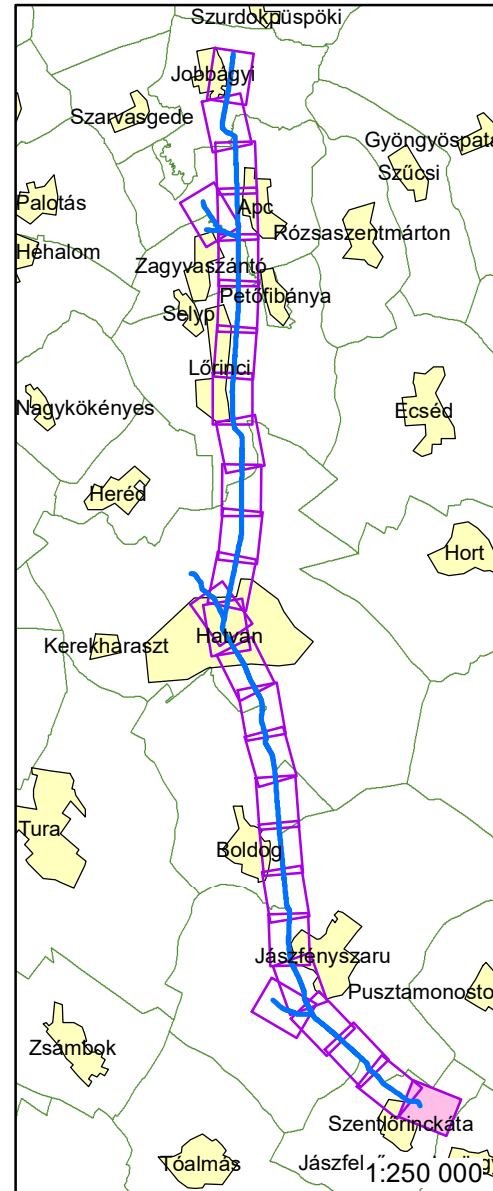 Szurdokpüspöki
Jobbágyi
Szarvasgede
Gyöngyöspata
Szűcsi
Palotás
Apc
Rózsaszentmárton
Héhalom
Zagyvaszántó
Petőfibánya
Selyp
Lőrinci
Nagykökényes
Ecséd
Heréd
Hort
Hatvan
Kerekharaszt
Tura
Boldog
Jászfényszaru
Pusztamonosto
Zsámbok
Szentlőrinckáta
Tóalmás
Jászfel
1:250 000